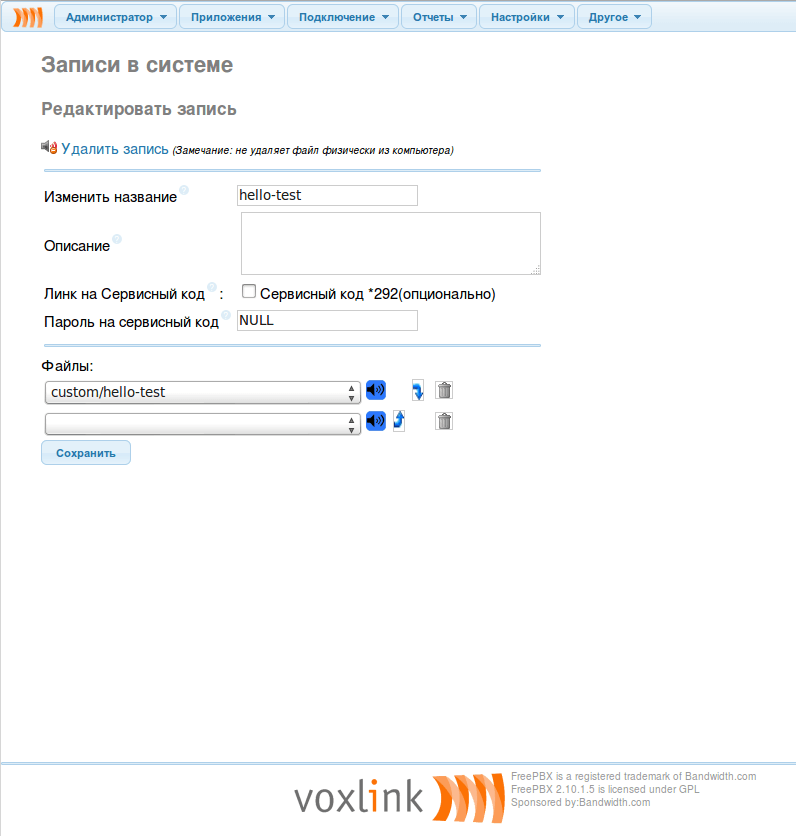 Администратор Приложения Подключение Отчеты Настройки Другое
Записи в системе
Редактировать запись
Удалить запись (Замечание: не удаляет файл физически из компьютера)
Изменить название ? hello-test
Описание ?
Линк на Сервисный код ? : Сервисный код *292(опционально)
Пароль на сервисный код ? NULL
Файлы:
custom/hello-test
Сохранить
voxlink
FreePBX is a registered trademark of Bandwidth.com
FreePBX 2.10.1.5 is licensed under GPL
Sponsored by:Bandwidth.com